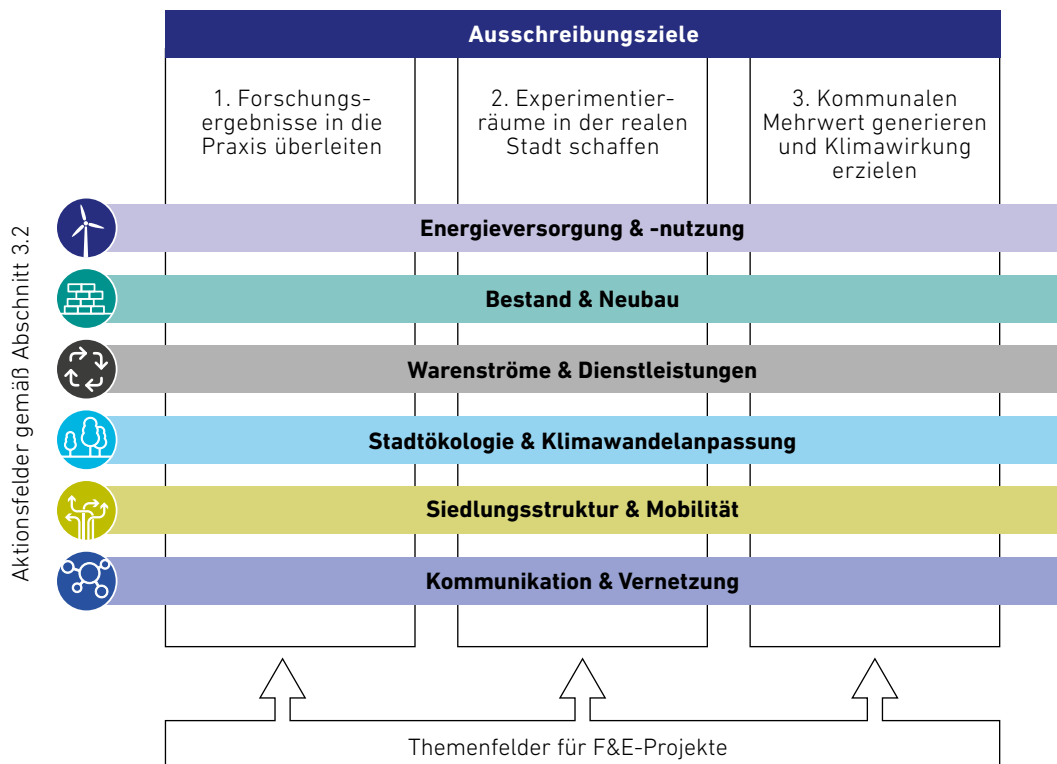 Ausschreibungsziele
1. Forschungs-
ergebnisse in die
Praxis überleiten
2. Experimentier-
räume in der realen
Stadt schaffen
3. Kommunalen
Mehrwert generieren
und Klimawirkung
erzielen
Aktionsfelder gemäß Abschnitt 3.2
Energieversorgung & -nutzung
Bestand & Neubau
Warenströme & Dienstleistungen
Stadtökologie & Klimawandelanpassung
Siedlungsstruktur & Mobilität
Kommunikation & Vernetzung
Themenfelder für F&E-Projekte